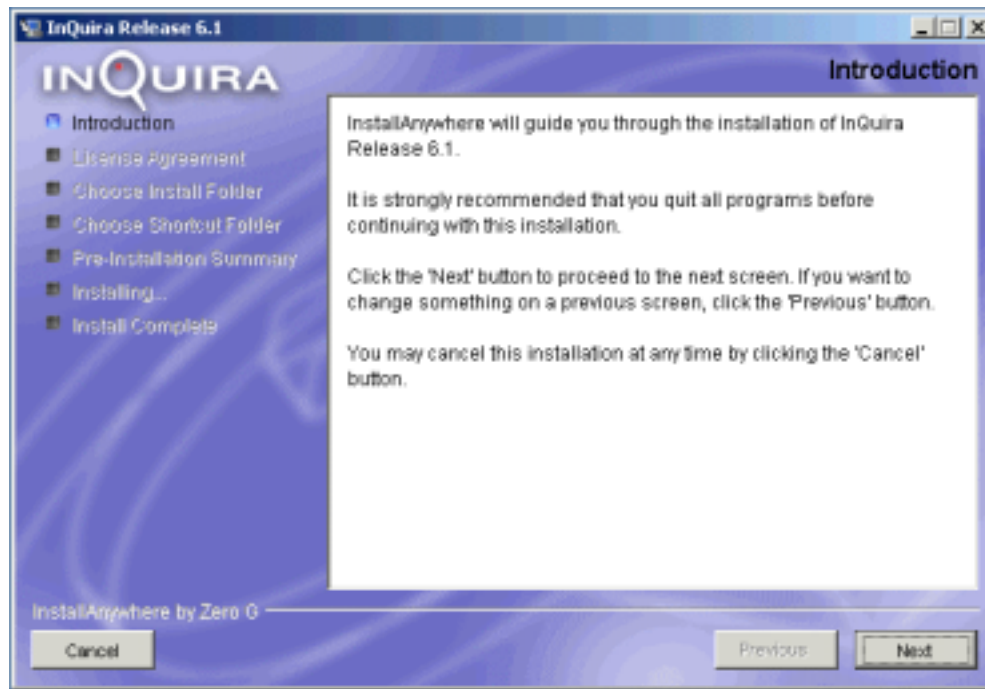 InQuira Release 6.1
INQUIRA
Introduction
Introduction
License Agreement
Choose Install Folder
Choose Shortcut Folder
Pre-Installation Summary
Installing...
Install Complete
InstallAnywhere will guide you through the installation of InQuira
Release 6.1.
It is strongly recommended that you quit all programs before
continuing with this installation.
Click the 'Next' button to proceed to the next screen. If you want to
change something on a previous screen, click the 'Previous' button.
You may cancel this installation at any time by clicking the 'Cancel'
button.
InstallAnywhere by Zero G
Cancel
Previous
Next